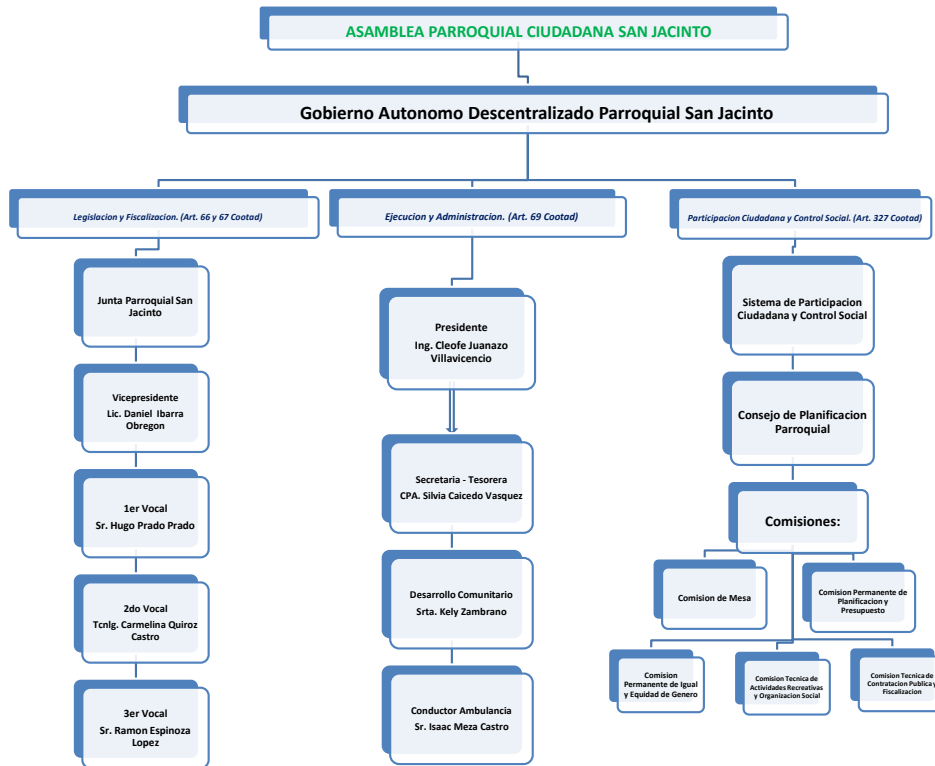 ASAMBLEA PARROQUIAL CIUDADANA SAN JACINTO
Gobierno Autonomo Descentralizado Parroquial San Jacinto
Legislacion y Fiscalizacion. (Art. 66 y 67 Cootad)
Junta Parroquial San
Jacinto
Vicepresidente
Lic. Daniel Ibarra
Obregon
1er Vocal
Sr. Hugo Prado Prado
2do Vocal
Tcnlg. Carmelina Quiroz
Castro
3er Vocal
Sr. Ramon Espinoza
Lopez
Ejecucion y Administracion. (Art. 69 Cootad)
Presidente
Ing. Cleofe Juanazo
Villavicencio
Secretaria - Tesorera
CPA. Silvia Caicedo Vasquez
Desarrollo Comunitario
Srta. Kely Zambrano
Conductor Ambulancia
Sr. Isaac Meza Castro
Participacion Ciudadana y Control Social. (Art. 327 Cootad)
Sistema de Participacion
Ciudadana y Control Social
Consejo de Planificacion
Parroquial
Comisiones:
Comision de Mesa
Comision Permanente de
Planificacion y
Presupuesto
Comision
Permanente de Igual
y Equidad de Genero
Comision Tecnica de
Actividades Recreativas
y Organizacion Social
Comision Tecnica de
Contratacion Publica y
Fiscalizacion